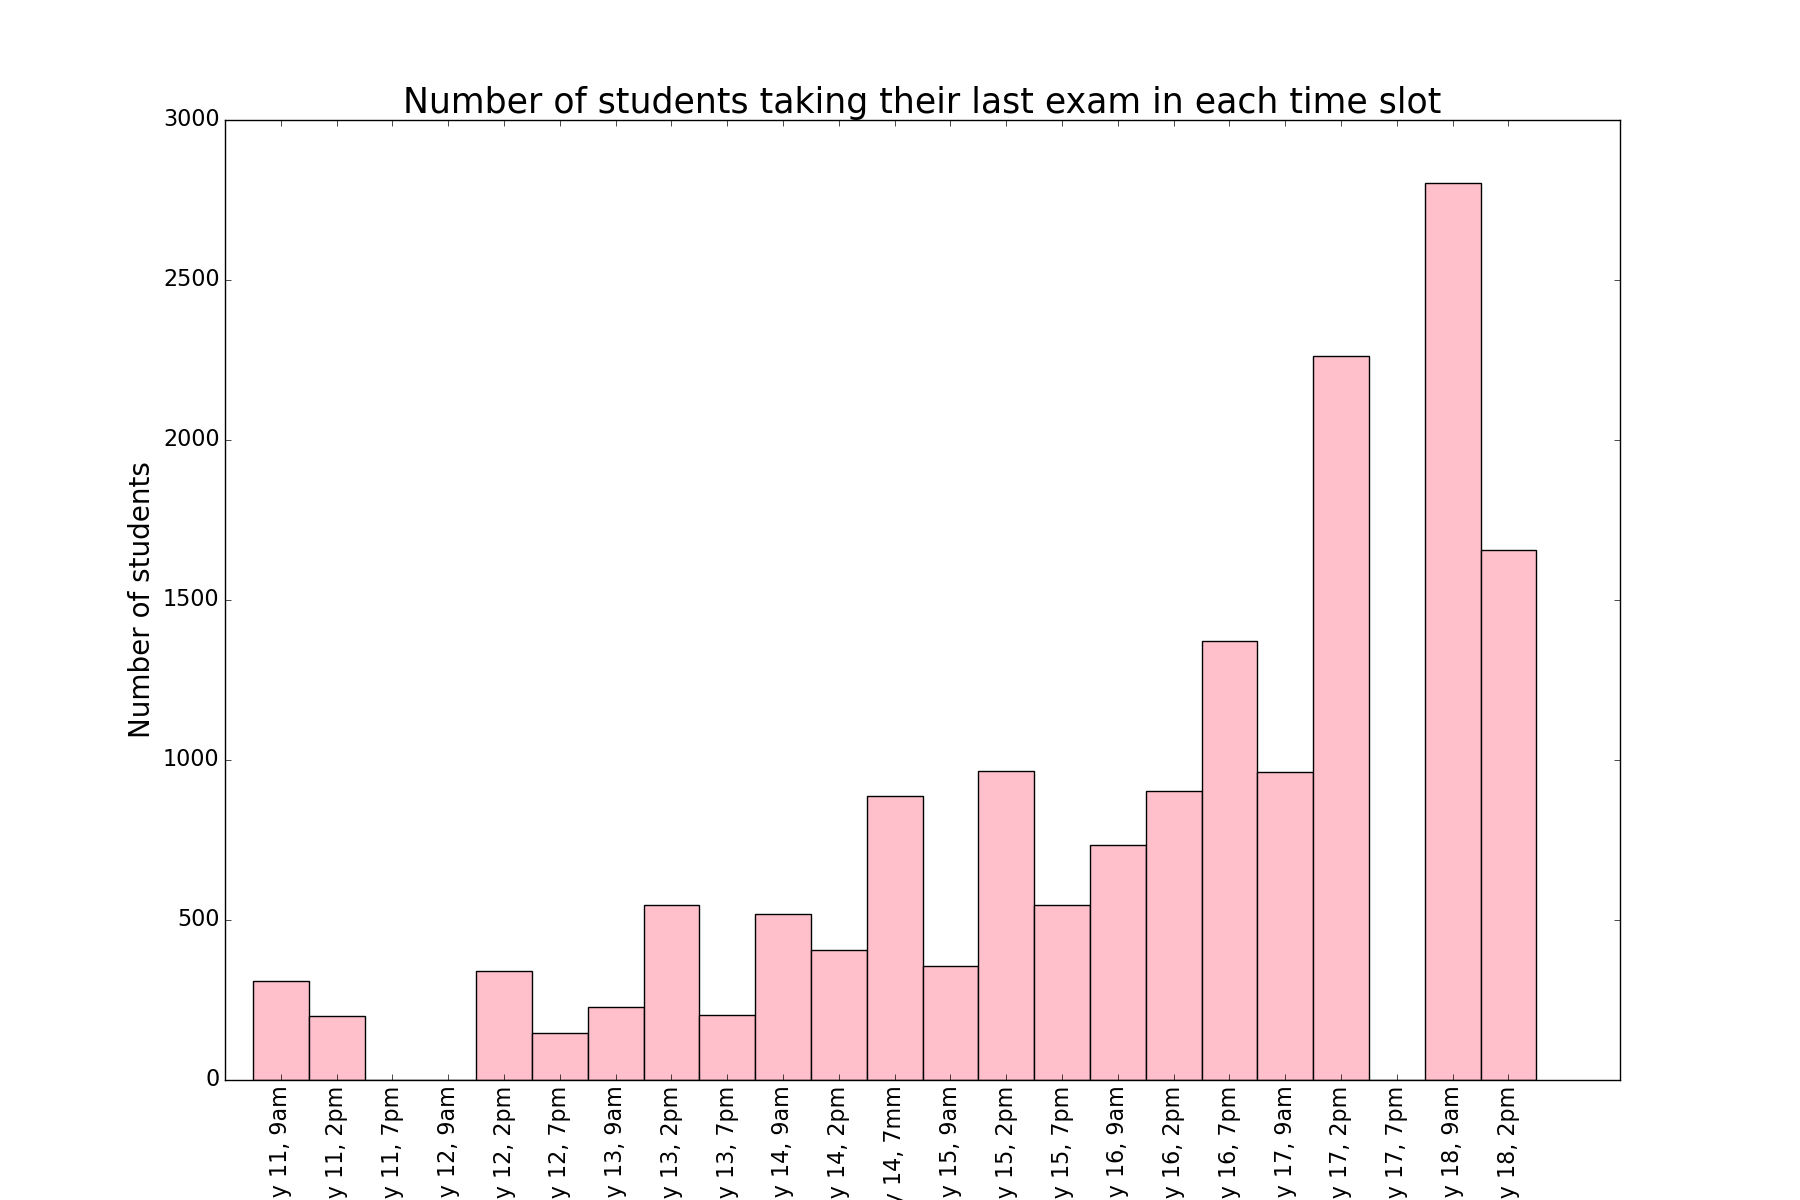 Number of students taking their last exam in each time slot
Number of students
3000
2500
2000
1500
1000
500
0
y 11, 9am
y 11, 2pm
y 11, 7pm
y 12, 9am
y 12, 2pm
y 12, 7pm
y 13, 9am
y 13, 2pm
y 13, 7pm
y 14, 9am
y 14, 2pm
y 14, 7mm
y 15, 9am
y 15, 2pm
y 15, 7pm
y 16, 9am
y 16, 2pm
y 16, 7pm
y 17, 9am
y 17, 2pm
y 17, 7pm
y 18, 9am
y 18, 2pm